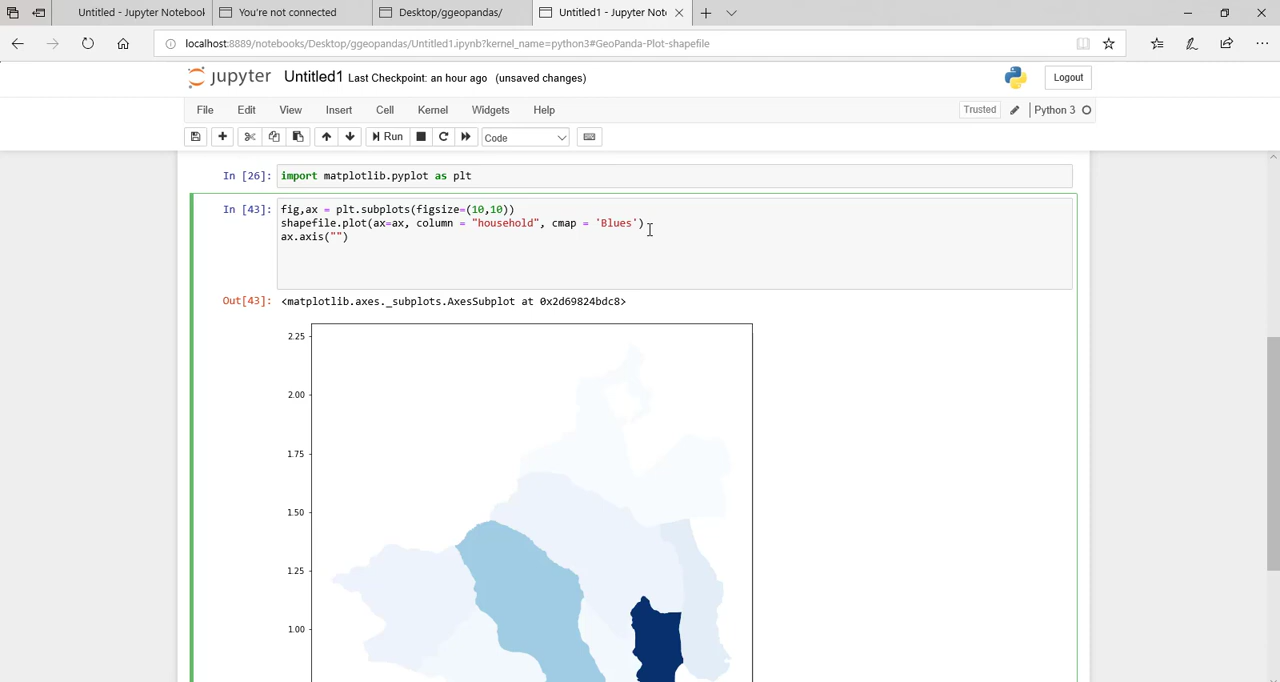 Untitled - Jupyter Notebook
You're not connected
Desktop/ggeopandas/
Untitled1 - Jupyter Not
localhost:8889/notebooks/Desktop/ggeopandas/Untitled1.ipynb?kernel_name=python3#GeoPanda-Plot-shapefile
jupyter Untitled1 Last Checkpoint: an hour ago (unsaved changes)
Logout
File Edit View Insert Cell Kernel Widgets Help
Trusted
Python 3
Run
Code
In [26]: import matplotlib.pyplot as plt
In [43]: fig,ax = plt.subplots(figsize=(10,10))
shapefile.plot(ax=ax, column = "household", cmap = 'Blues')
ax.axis("")
Out[43]: <matplotlib.axes._subplots.AxesSubplot at 0x2d69824bdc8>
2.25
2.00
1.75
1.50
1.25
1.00